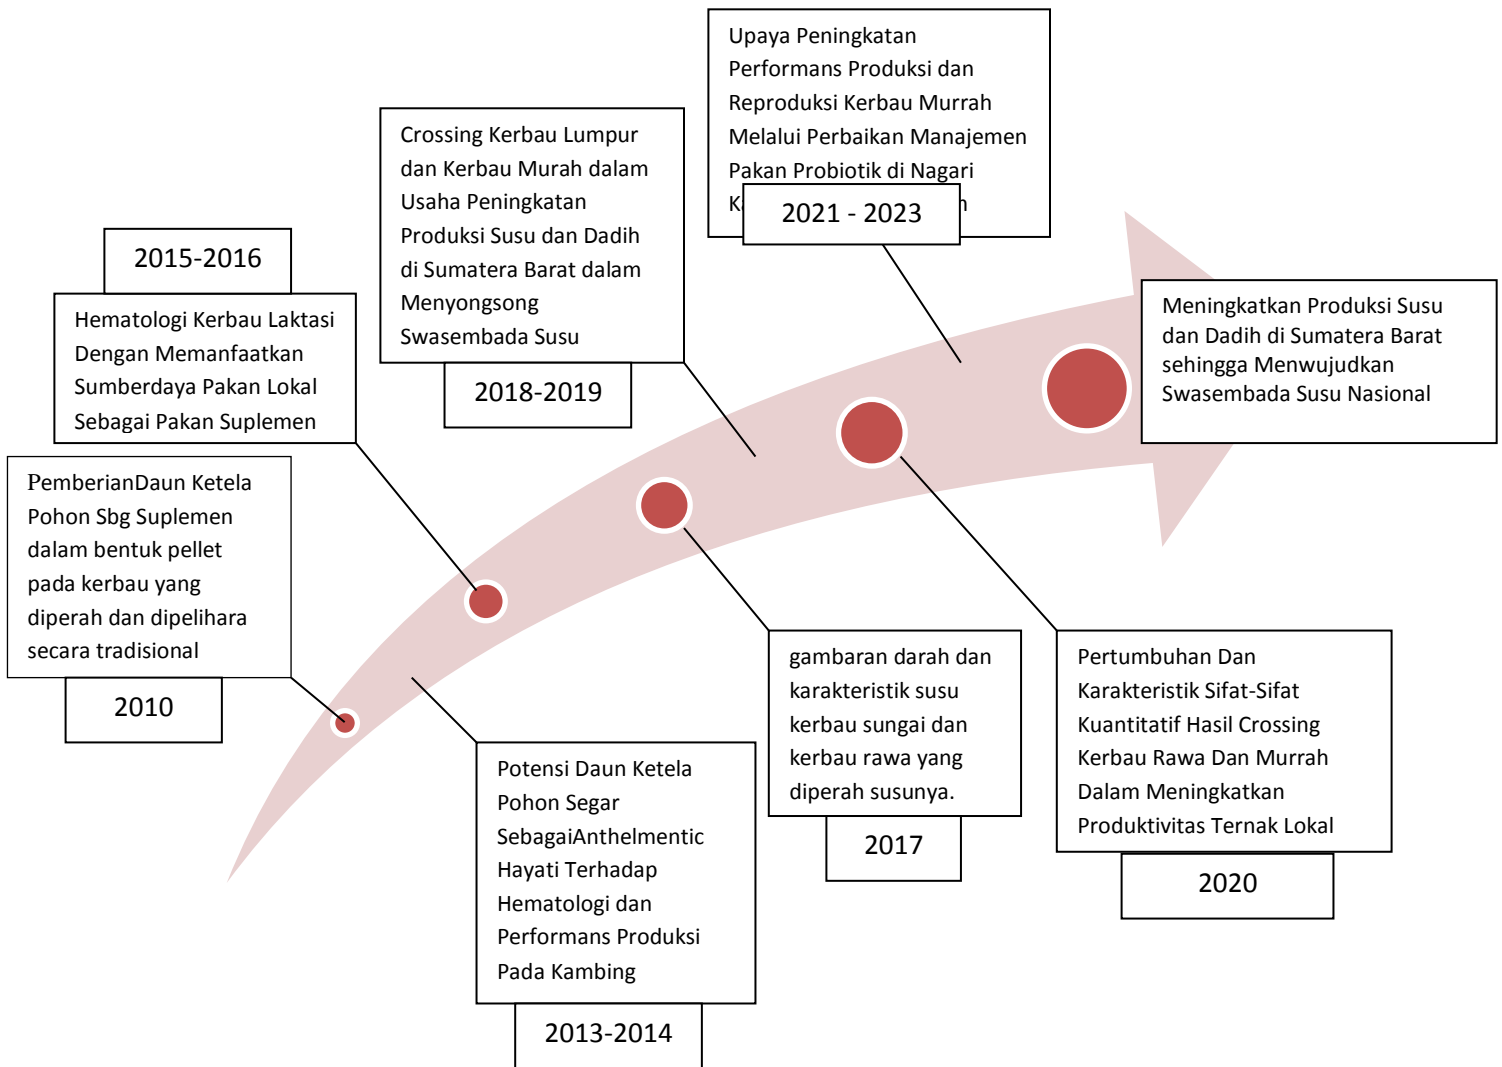 PemberianDaun Ketela
Pohon Sbg Suplemen
dalam bentuk pellet
pada kerbau yang
diperah dan dipelihara
secara tradisional
2010
Potensi Daun Ketela
Pohon Segar
SebagaiAnthelmentic
Hayati Terhadap
Hematologi dan
Performans Produksi
Pada Kambing
2013-2014
2015-2016
Hematologi Kerbau Laktasi
Dengan Memanfaatkan
Sumberdaya Pakan Lokal
Sebagai Pakan Suplemen
gambaran darah dan
karakteristik susu
kerbau sungai dan
kerbau rawa yang
diperah susunya.
2017
Crossing Kerbau Lumpur
dan Kerbau Murah dalam
Usaha Peningkatan
Produksi Susu dan Dadih
di Sumatera Barat dalam
Menyongsong
Swasembada Susu
2018-2019
Pertumbuhan Dan
Karakteristik Sifat-Sifat
Kuantitatif Hasil Crossing
Kerbau Rawa Dan Murrah
Dalam Meningkatkan
Produktivitas Ternak Lokal
2020
Upaya Peningkatan
Performans Produksi dan
Reproduksi Kerbau Murrah
Melalui Perbaikan Manajemen
Pakan Probiotik di Nagari
2021 - 2023
Meningkatkan Produksi Susu
dan Dadih di Sumatera Barat
sehingga Menwujudkan
Swasembada Susu Nasional